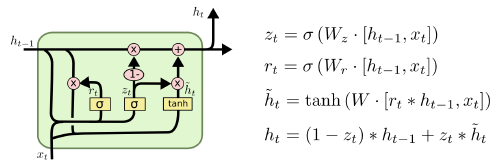 h_t
h_{t-1}
x
+
1-
x
r_t
z_t
x
h̃_t
σ
σ
tanh
x_t
z_t = σ (W_z · [h_{t-1}, x_t])
r_t = σ (W_r · [h_{t-1}, x_t])
h̃_t = tanh (W · [r_t * h_{t-1}, x_t])
h_t = (1 − z_t) * h_{t-1} + z_t * h̃_t